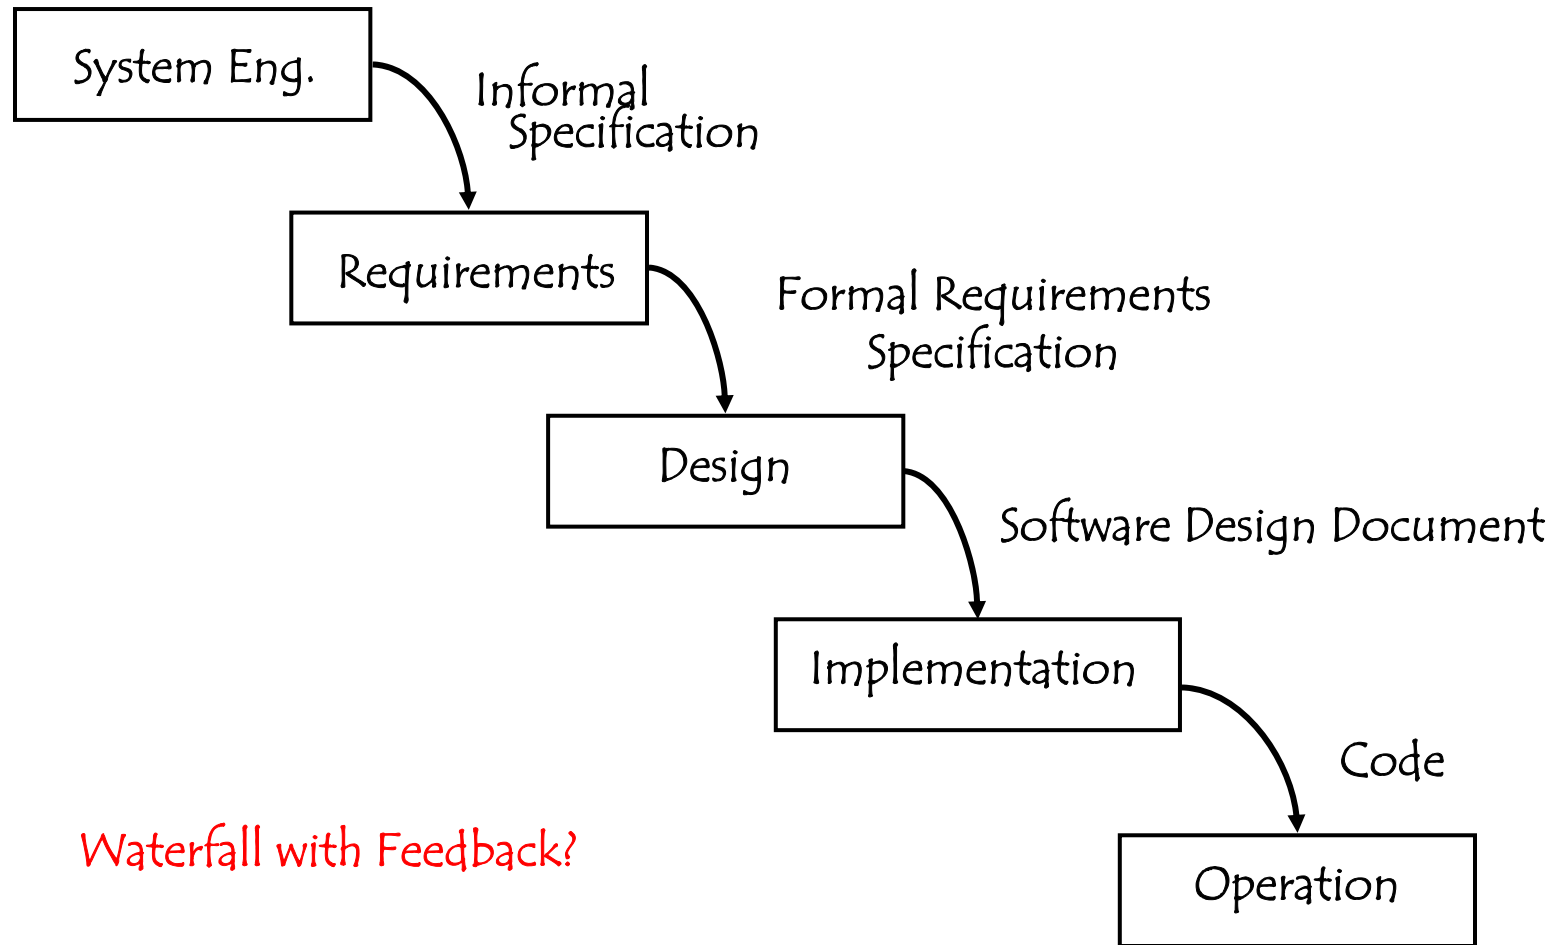 System Eng.
Informal
Specification
Requirements
Formal Requirements
Specification
Design
Software Design Document
Implementation
Code
Waterfall with Feedback?
Operation